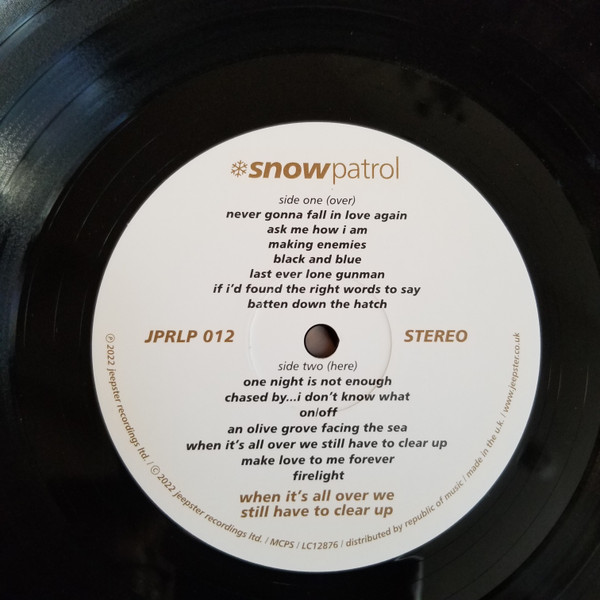 snowpatrol
side one (over)
never gonna fall in love again
ask me how i am
making enemies
black and blue
last ever lone gunman
if i'd found the right words to say
batten down the hatch
JPRLP 012
STEREO
side two (here)
one night is not enough
chased by...i don't know what
on/off
an olive grove facing the sea
when it's all over we still have to clear up
make love to me forever
firelight
when it's all over we
still have to clear up
℗ 2022 jeepster recordings ltd. / © 2022 jeepster recordings ltd. / MCPS / LC12876 / distributed by republic of music / made in the u.k. / www.jeepster.co.uk